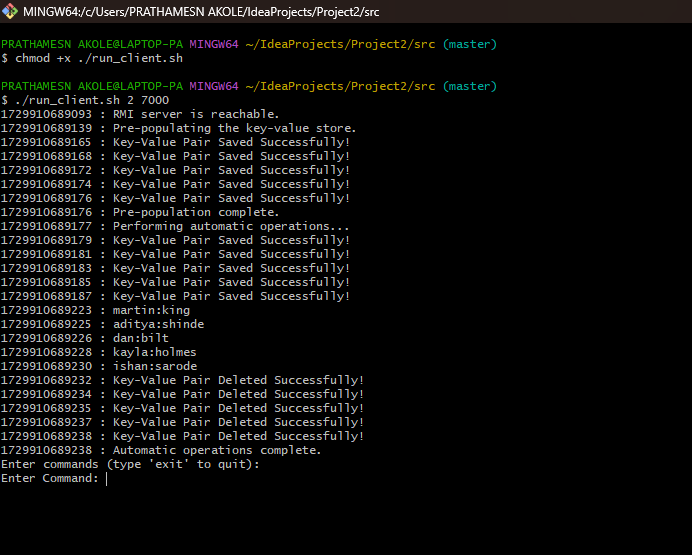 MINGW64:/c/Users/PRATHAMESN AKOLE/IdeaProjects/Project2/src
PRATHAMESN AKOLE@LAPTOP-PA MINGW64 ~/IdeaProjects/Project2/src (master)
$ chmod +x ./run_client.sh
PRATHAMESN AKOLE@LAPTOP-PA MINGW64 ~/IdeaProjects/Project2/src (master)
$ ./run_client.sh 2 7000
1729910689093 : RMI server is reachable.
1729910689139 : Pre-populating the key-value store.
1729910689165 : Key-Value Pair Saved Successfully!
1729910689168 : Key-Value Pair Saved Successfully!
1729910689172 : Key-Value Pair Saved Successfully!
1729910689174 : Key-Value Pair Saved Successfully!
1729910689176 : Key-Value Pair Saved Successfully!
1729910689176 : Pre-population complete.
1729910689177 : Performing automatic operations...
1729910689179 : Key-Value Pair Saved Successfully!
1729910689181 : Key-Value Pair Saved Successfully!
1729910689183 : Key-Value Pair Saved Successfully!
1729910689185 : Key-Value Pair Saved Successfully!
1729910689187 : Key-Value Pair Saved Successfully!
1729910689223 : martin:king
1729910689225 : aditya:shinde
1729910689226 : dan:bilt
1729910689228 : kayla:holmes
1729910689230 : ishan:sarode
1729910689232 : Key-Value Pair Deleted Successfully!
1729910689234 : Key-Value Pair Deleted Successfully!
1729910689235 : Key-Value Pair Deleted Successfully!
1729910689237 : Key-Value Pair Deleted Successfully!
1729910689238 : Key-Value Pair Deleted Successfully!
1729910689238 : Automatic operations complete.
Enter commands (type 'exit' to quit):
Enter Command: